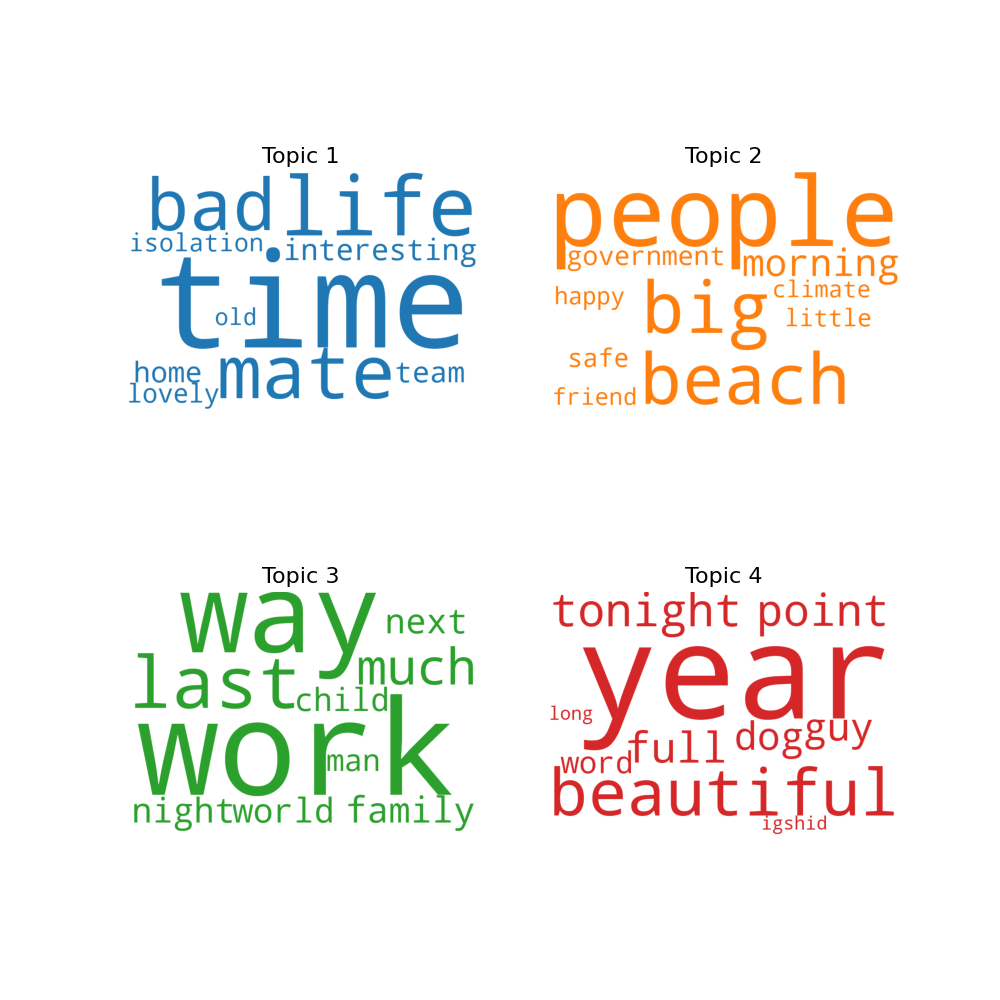 Topic 1
bad life
isolation interesting
time
old
home mate team
lovely
Topic 2
people
government morning
happy big climate
little
safe beach
friend
Topic 3
way next
last much
child
work
man
night world family
Topic 4
tonight point
year
long
full dog guy
word
beautiful
igshid